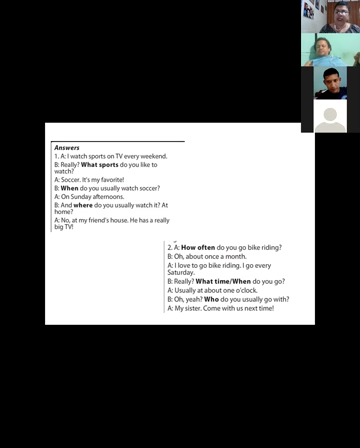 Answers
1. A: I watch sports on TV every weekend.
B: Really? What sports do you like to
watch?
A: Soccer. It's my favorite!
B: When do you usually watch soccer?
A: On Sunday afternoons.
B: And where do you usually watch it? At
home?
A: No, at my friend's house. He has a really
big TV!
2. A: How often do you go bike riding?
B: Oh, about once a month.
A: I love to go bike riding. I go every
Saturday.
B: Really? What time/When do you go?
A: Usually at about one o'clock.
B: Oh, yeah? Who do you usually go with?
A: My sister. Come with us next time!